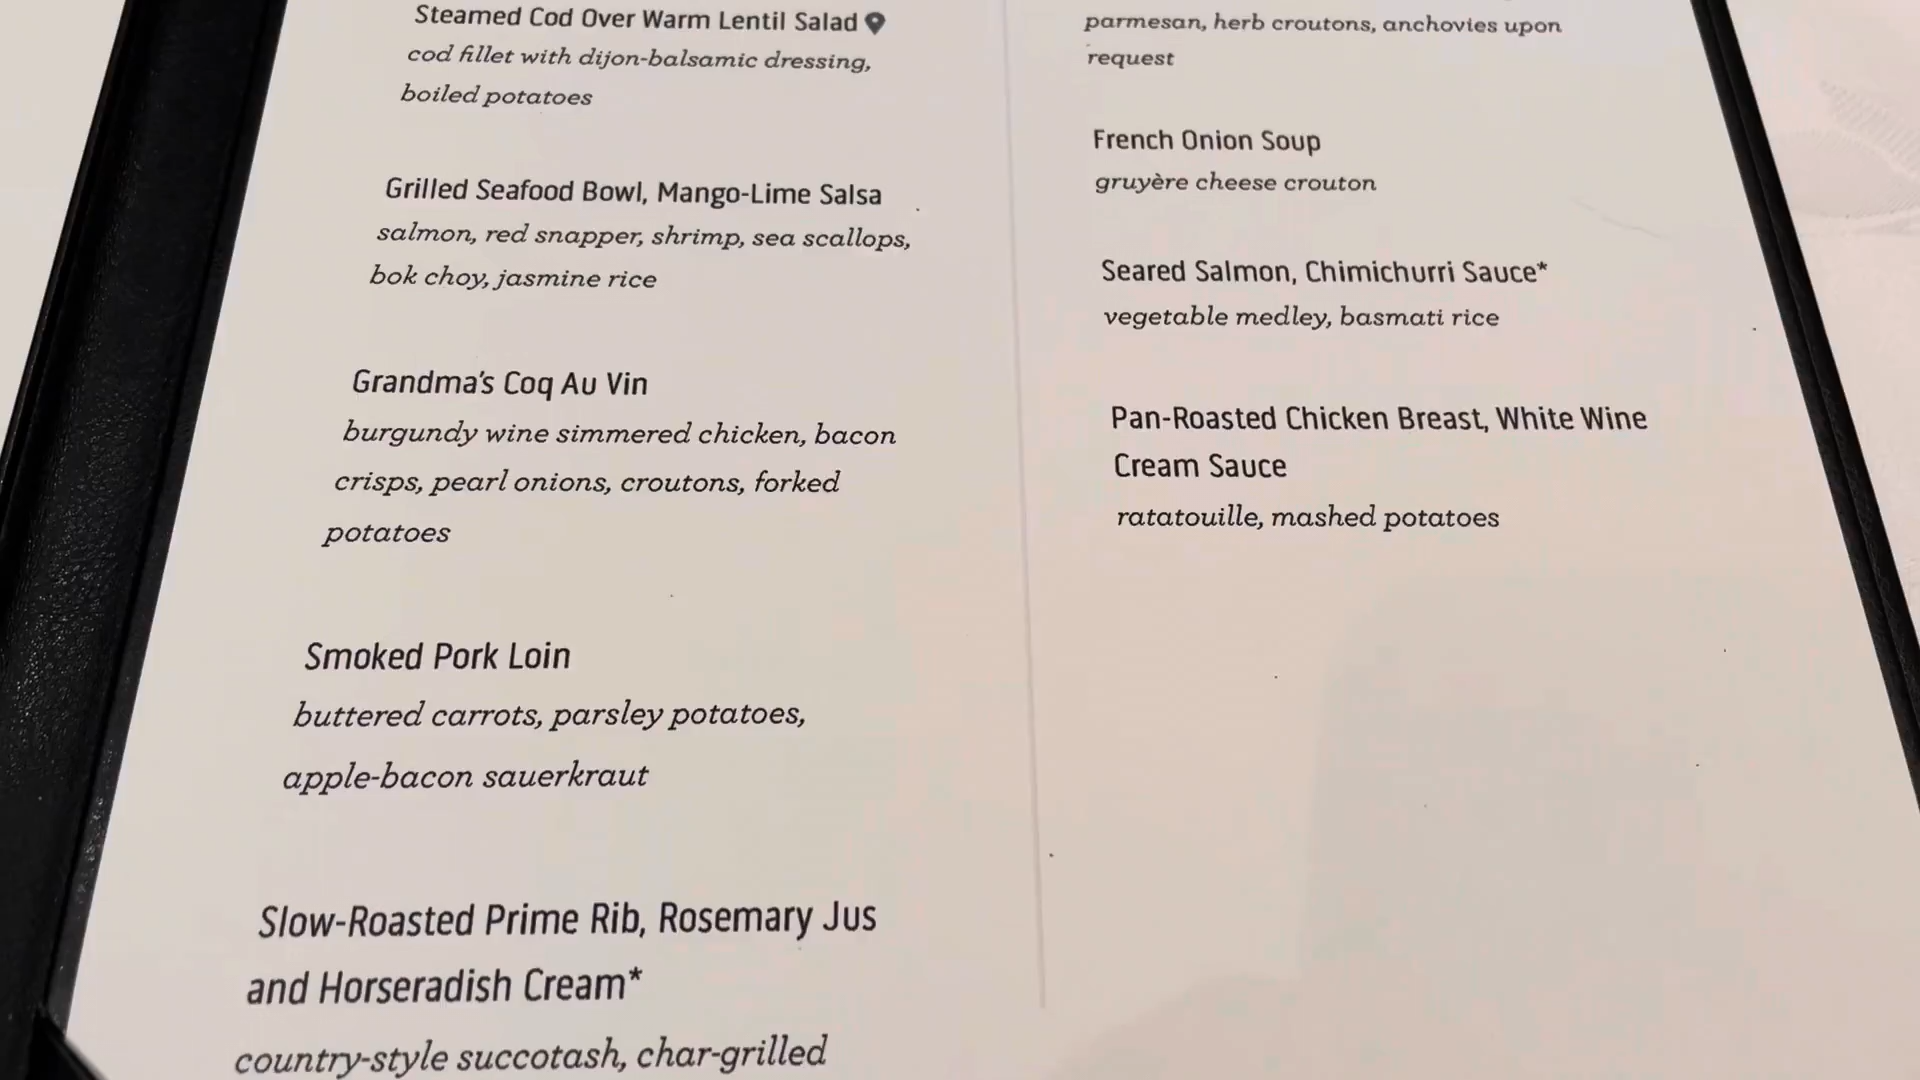 Steamed Cod Over Warm Lentil Salad
cod fillet with dijon-balsamic dressing,
boiled potatoes
Grilled Seafood Bowl, Mango-Lime Salsa
salmon, red snapper, shrimp, sea scallops,
bok choy, jasmine rice
Grandma's Coq Au Vin
burgundy wine simmered chicken, bacon
crisps, pearl onions, croutons, forked
potatoes
Smoked Pork Loin
buttered carrots, parsley potatoes,
apple-bacon sauerkraut
Slow-Roasted Prime Rib, Rosemary Jus
and Horseradish Cream*
country-style succotash, char-grilled
parmesan, herb croutons, anchovies upon
request
French Onion Soup
gruyère cheese crouton
Seared Salmon, Chimichurri Sauce*
vegetable medley, basmati rice
Pan-Roasted Chicken Breast, White Wine
Cream Sauce
ratatouille, mashed potatoes